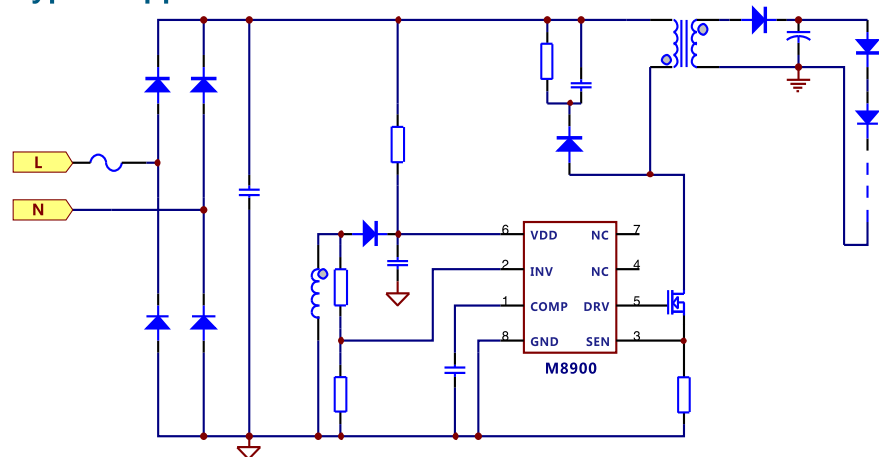 L
N
6 VDD NC 7
2 INV NC 4
1 COMP DRV 5
8 GND SEN 3
M8900